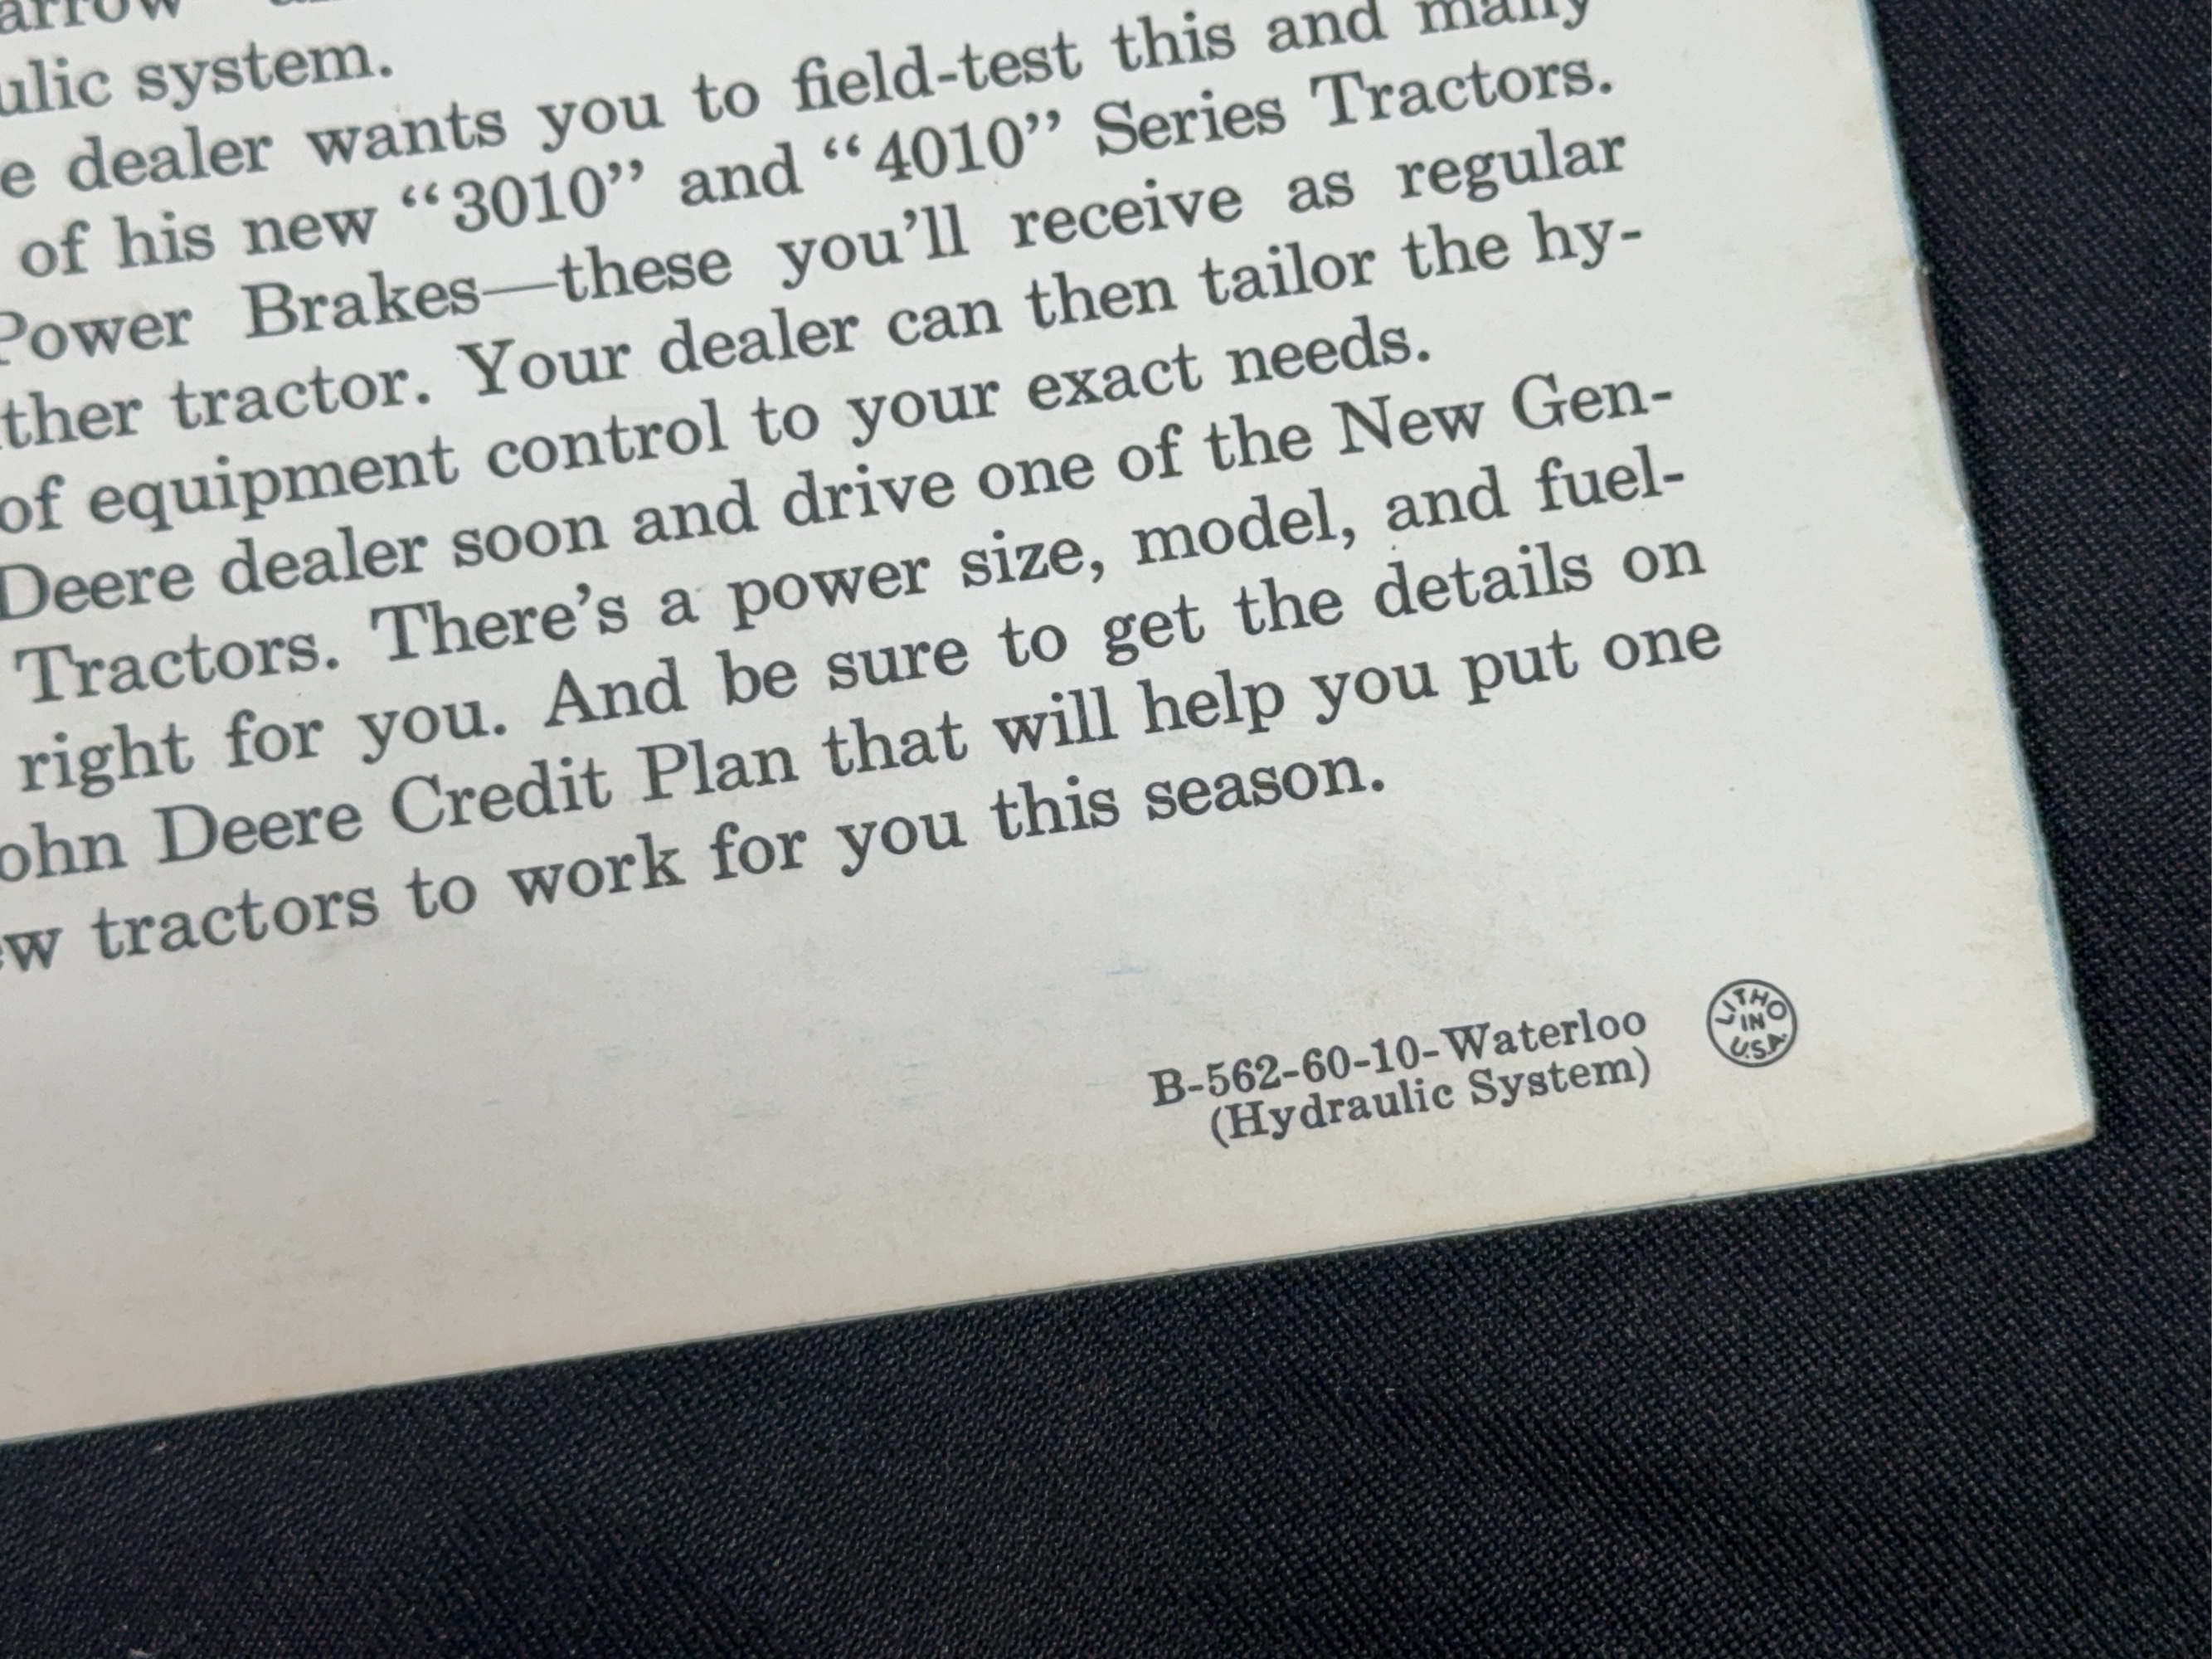 ulic system.
e dealer wants you to field-test this and many
of his new “3010” and “4010” Series Tractors.
Power Brakes—these you’ll receive as regular
ther tractor. Your dealer can then tailor the hy-
of equipment control to your exact needs.
Deere dealer soon and drive one of the New Gen-
Tractors. There’s a power size, model, and fuel-
right for you. And be sure to get the details on
ohn Deere Credit Plan that will help you put one
ew tractors to work for you this season.
B-562-60-10-Waterloo
(Hydraulic System)
LITHO
IN
U.S.A.